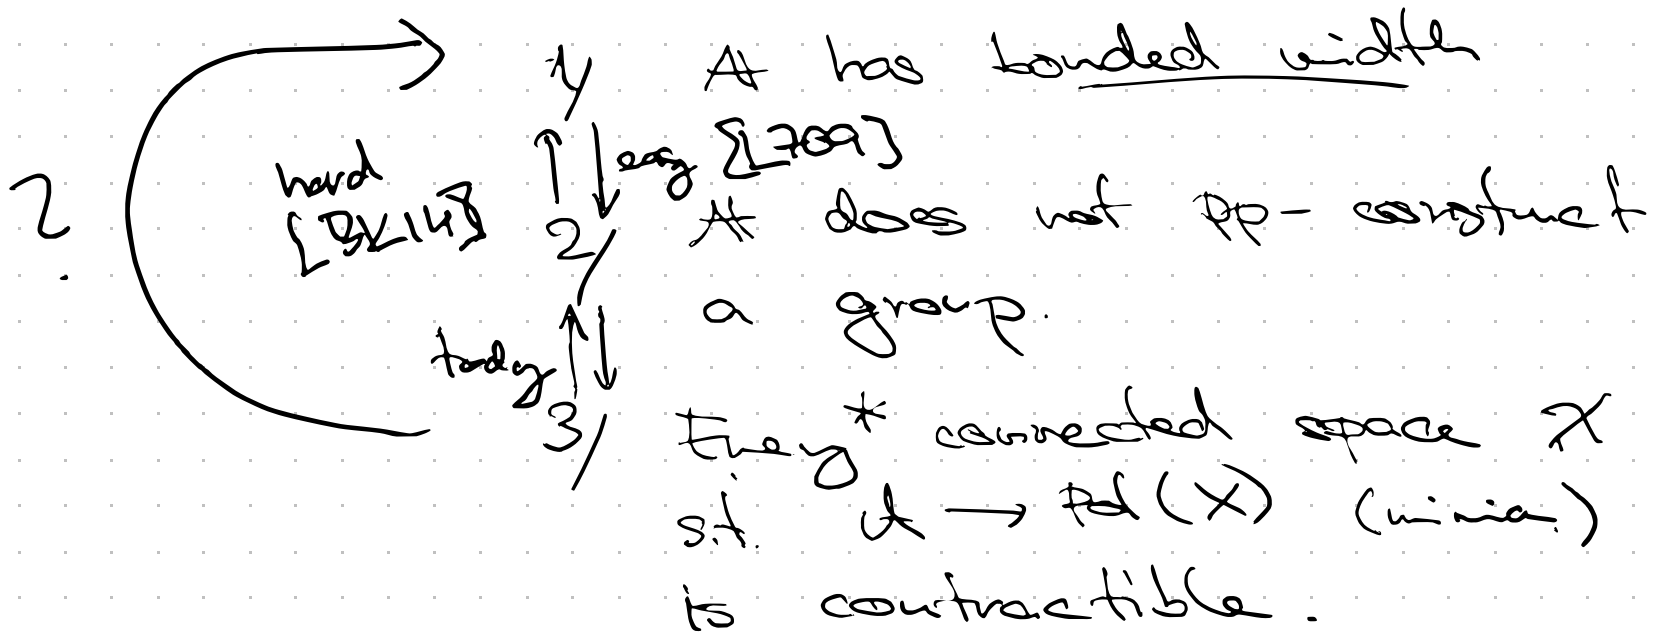 1/ A has bounded width
easy [LZ09]
hard [BK14]
2/ A does not pp-construct
a group.
?
today
3/ Every* connected space X
s.t. A → Pol(X) (minion)
is contractible.